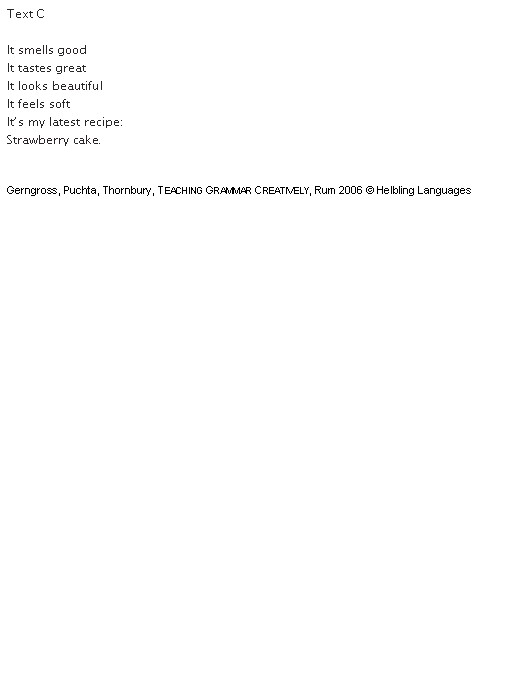 Text C
It smells good
It tastes great
It looks beautiful
It feels soft
It's my latest recipe:
Strawberry cake.
Gerngross, Puchta, Thornbury, TEACHING GRAMMAR CREATIVELY, Rum 2006 © Helbling Languages